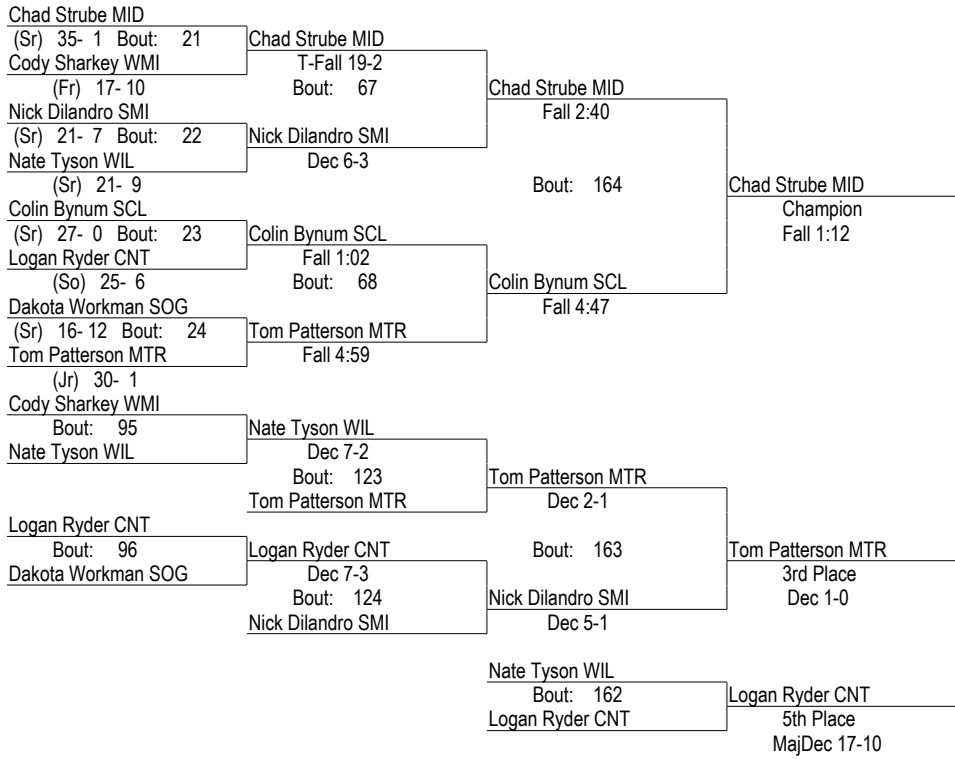 Chad Strube MID
(Sr) 35- 1 Bout: 21 Chad Strube MID
Cody Sharkey WMI T-Fall 19-2
(Fr) 17- 10 Bout: 67 Chad Strube MID
Nick Dilandro SMI Fall 2:40
(Sr) 21- 7 Bout: 22 Nick Dilandro SMI
Nate Tyson WIL Dec 6-3
(Sr) 21- 9 Bout: 164 Chad Strube MID
Colin Bynum SCL Champion
(Sr) 27- 0 Bout: 23 Colin Bynum SCL Fall 1:12
Logan Ryder CNT Fall 1:02
(So) 25- 6 Bout: 68 Colin Bynum SCL
Dakota Workman SOG Fall 4:47
(Sr) 16- 12 Bout: 24 Tom Patterson MTR
Tom Patterson MTR Fall 4:59
(Jr) 30- 1
Cody Sharkey WMI
Bout: 95 Nate Tyson WIL
Nate Tyson WIL Dec 7-2
Bout: 123 Tom Patterson MTR
Tom Patterson MTR Dec 2-1
Logan Ryder CNT
Bout: 96 Logan Ryder CNT Bout: 163 Tom Patterson MTR
Dakota Workman SOG Dec 7-3 3rd Place
Bout: 124 Nick Dilandro SMI Dec 1-0
Nick Dilandro SMI Dec 5-1
Nate Tyson WIL
Bout: 162 Logan Ryder CNT
Logan Ryder CNT 5th Place
MajDec 17-10